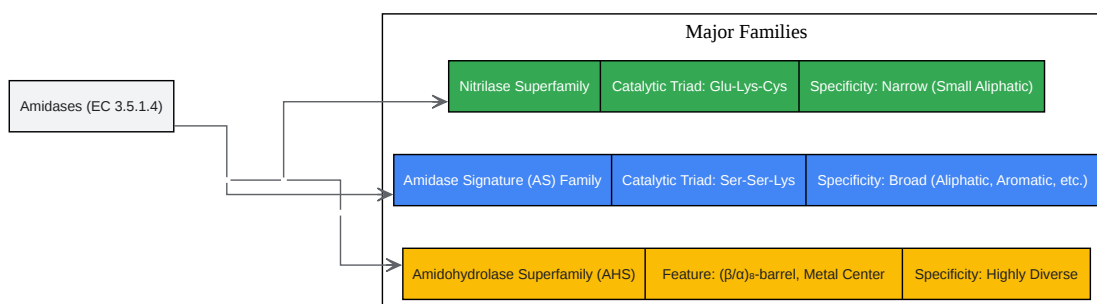 Major Families
Amidases (EC 3.5.1.4)
Nitrilase Superfamily
Catalytic Triad: Glu-Lys-Cys
Specificity: Narrow (Small Aliphatic)
Amidase Signature (AS) Family
Catalytic Triad: Ser-Ser-Lys
Specificity: Broad (Aliphatic, Aromatic, etc.)
Amidohydrolase Superfamily (AHS)
Feature: (β/α)₈-barrel, Metal Center
Specificity: Highly Diverse